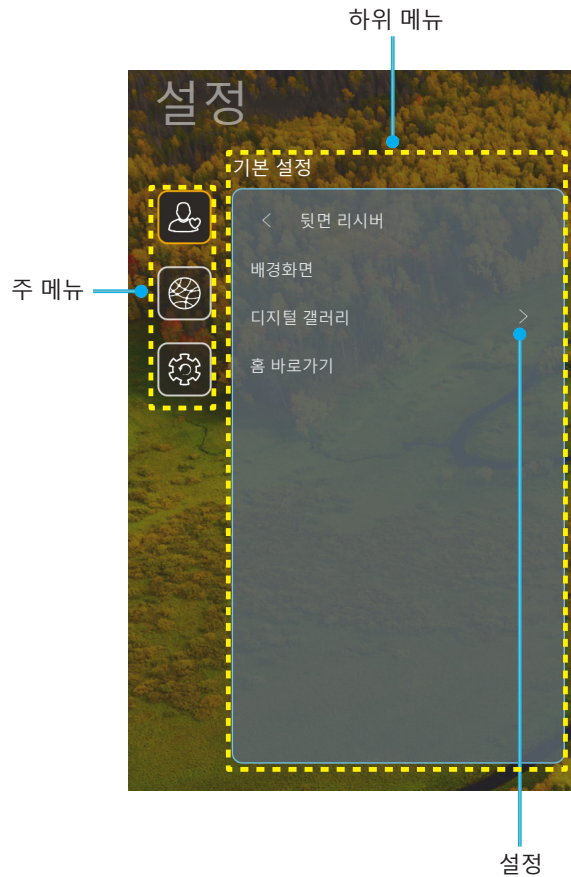 하위 메뉴
설정
기본 설정
< 뒷면 리시버
배경화면
주 메뉴
디지털 갤러리 >
홈 바로가기
설정